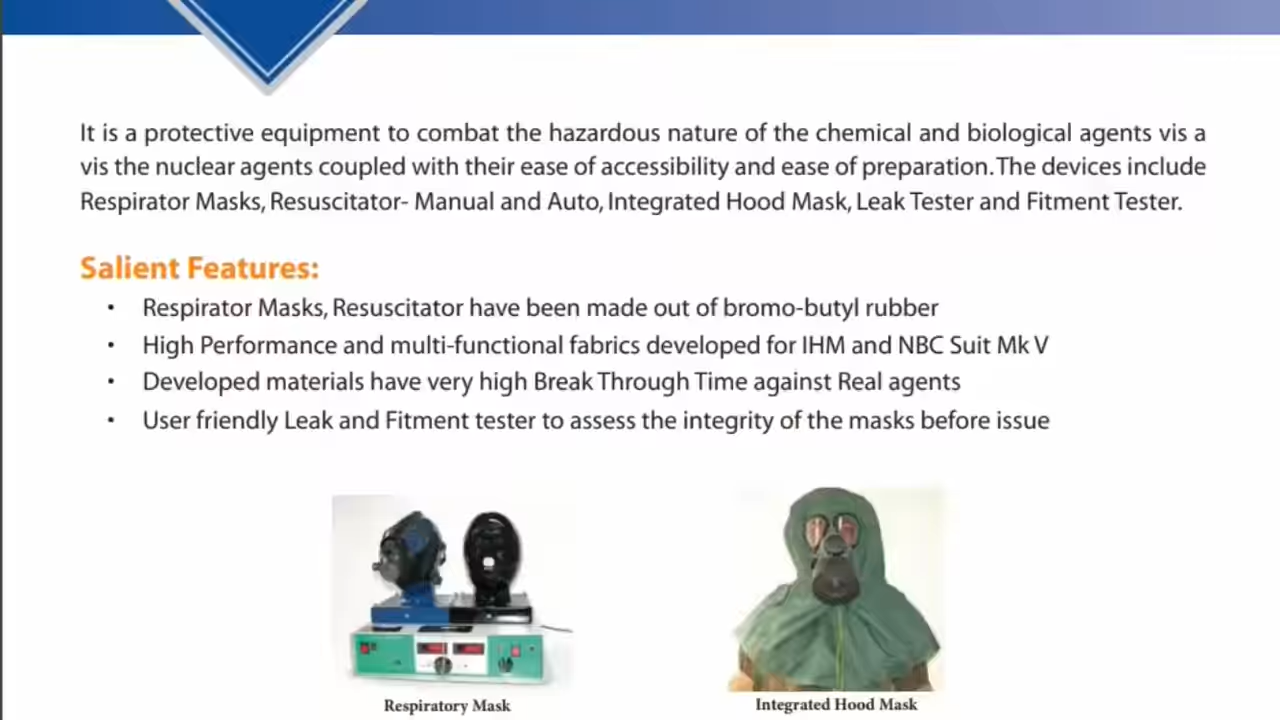 It is a protective equipment to combat the hazardous nature of the chemical and biological agents vis a
vis the nuclear agents coupled with their ease of accessibility and ease of preparation. The devices include
Respirator Masks, Resuscitator- Manual and Auto, Integrated Hood Mask, Leak Tester and Fitment Tester.
Salient Features:
• Respirator Masks, Resuscitator have been made out of bromo-butyl rubber
• High Performance and multi-functional fabrics developed for IHM and NBC Suit Mk V
• Developed materials have very high Break Through Time against Real agents
• User friendly Leak and Fitment tester to assess the integrity of the masks before issue
Respiratory Mask
Integrated Hood Mask